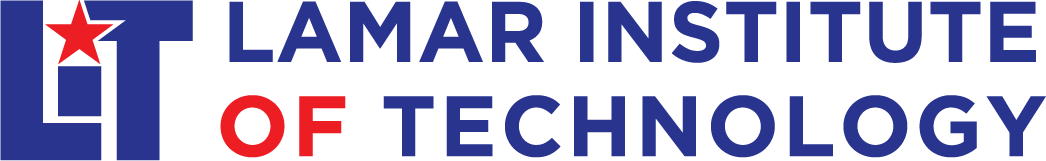 LiT LAMAR INSTITUTE
OF TECHNOLOGY